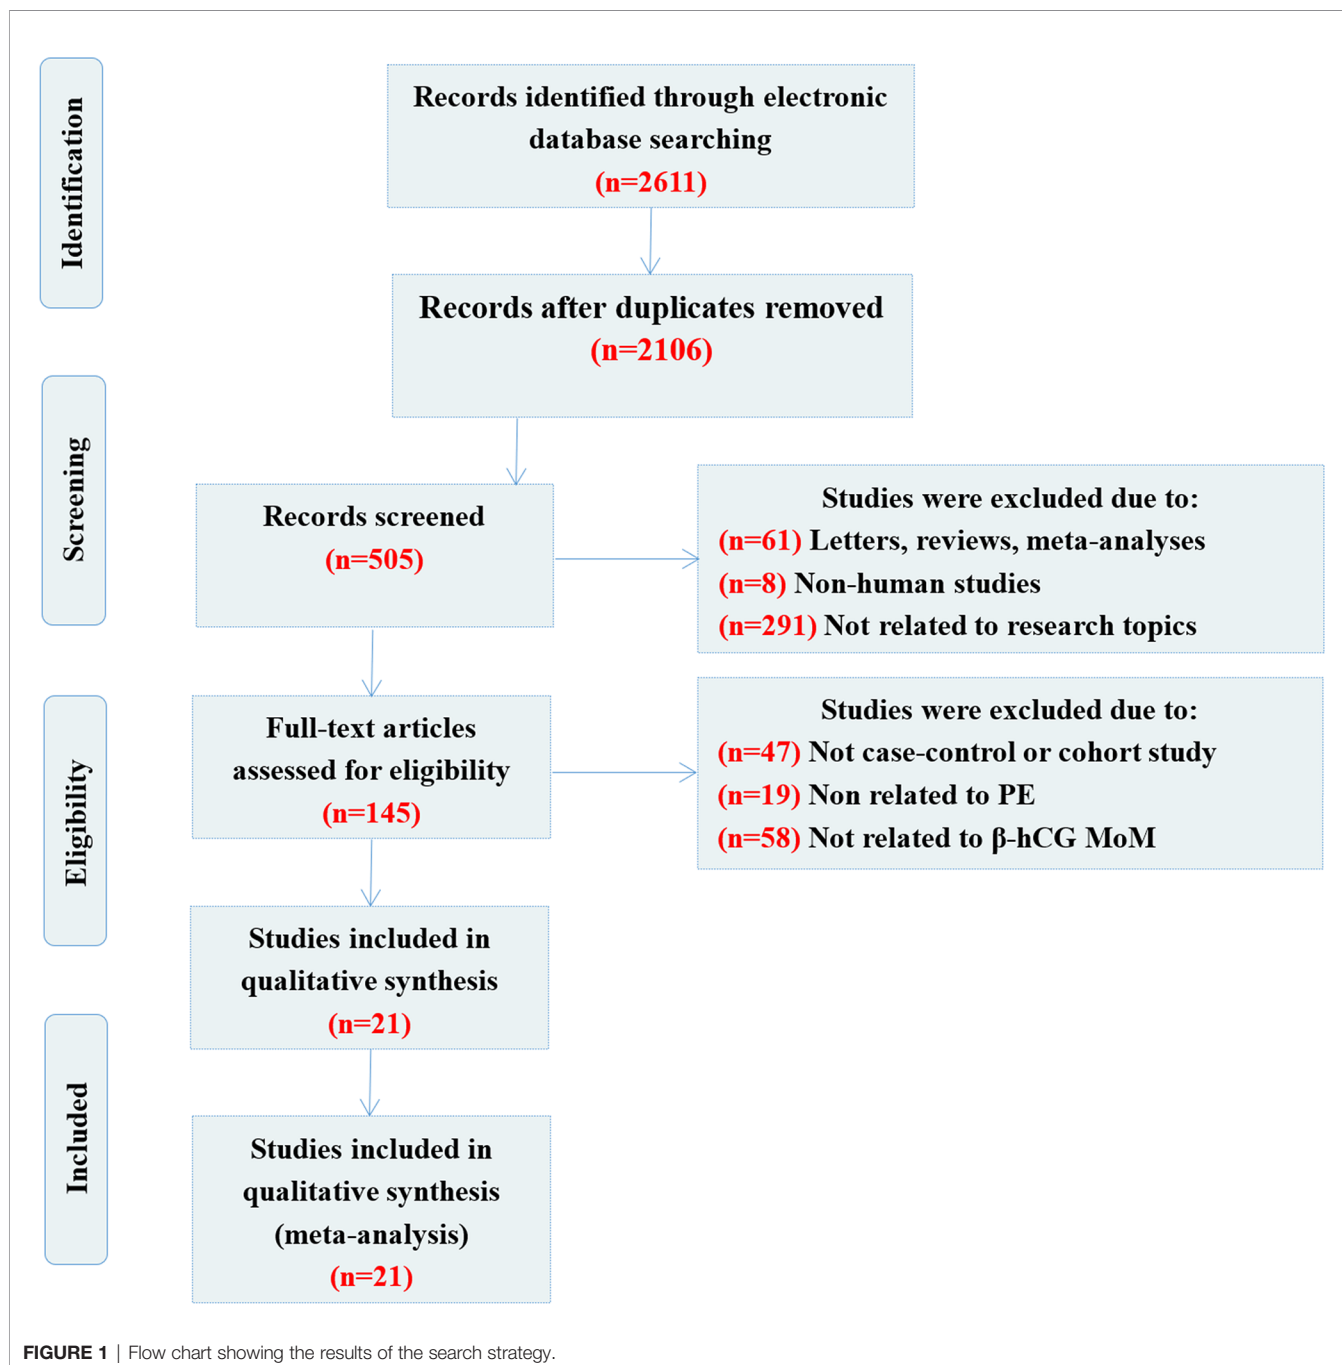 Identification
Records identified through electronic
database searching
(n=2611)
Records after duplicates removed
(n=2106)
Screening
Records screened
(n=505)
Studies were excluded due to:
(n=61) Letters, reviews, meta-analyses
(n=8) Non-human studies
(n=291) Not related to research topics
Eligibility
Full-text articles
assessed for eligibility
(n=145)
Studies were excluded due to:
(n=47) Not case-control or cohort study
(n=19) Non related to PE
(n=58) Not related to β-hCG MoM
Studies included in
qualitative synthesis
(n=21)
Included
Studies included in
qualitative synthesis
(meta-analysis)
(n=21)
FIGURE 1 | Flow chart showing the results of the search strategy.